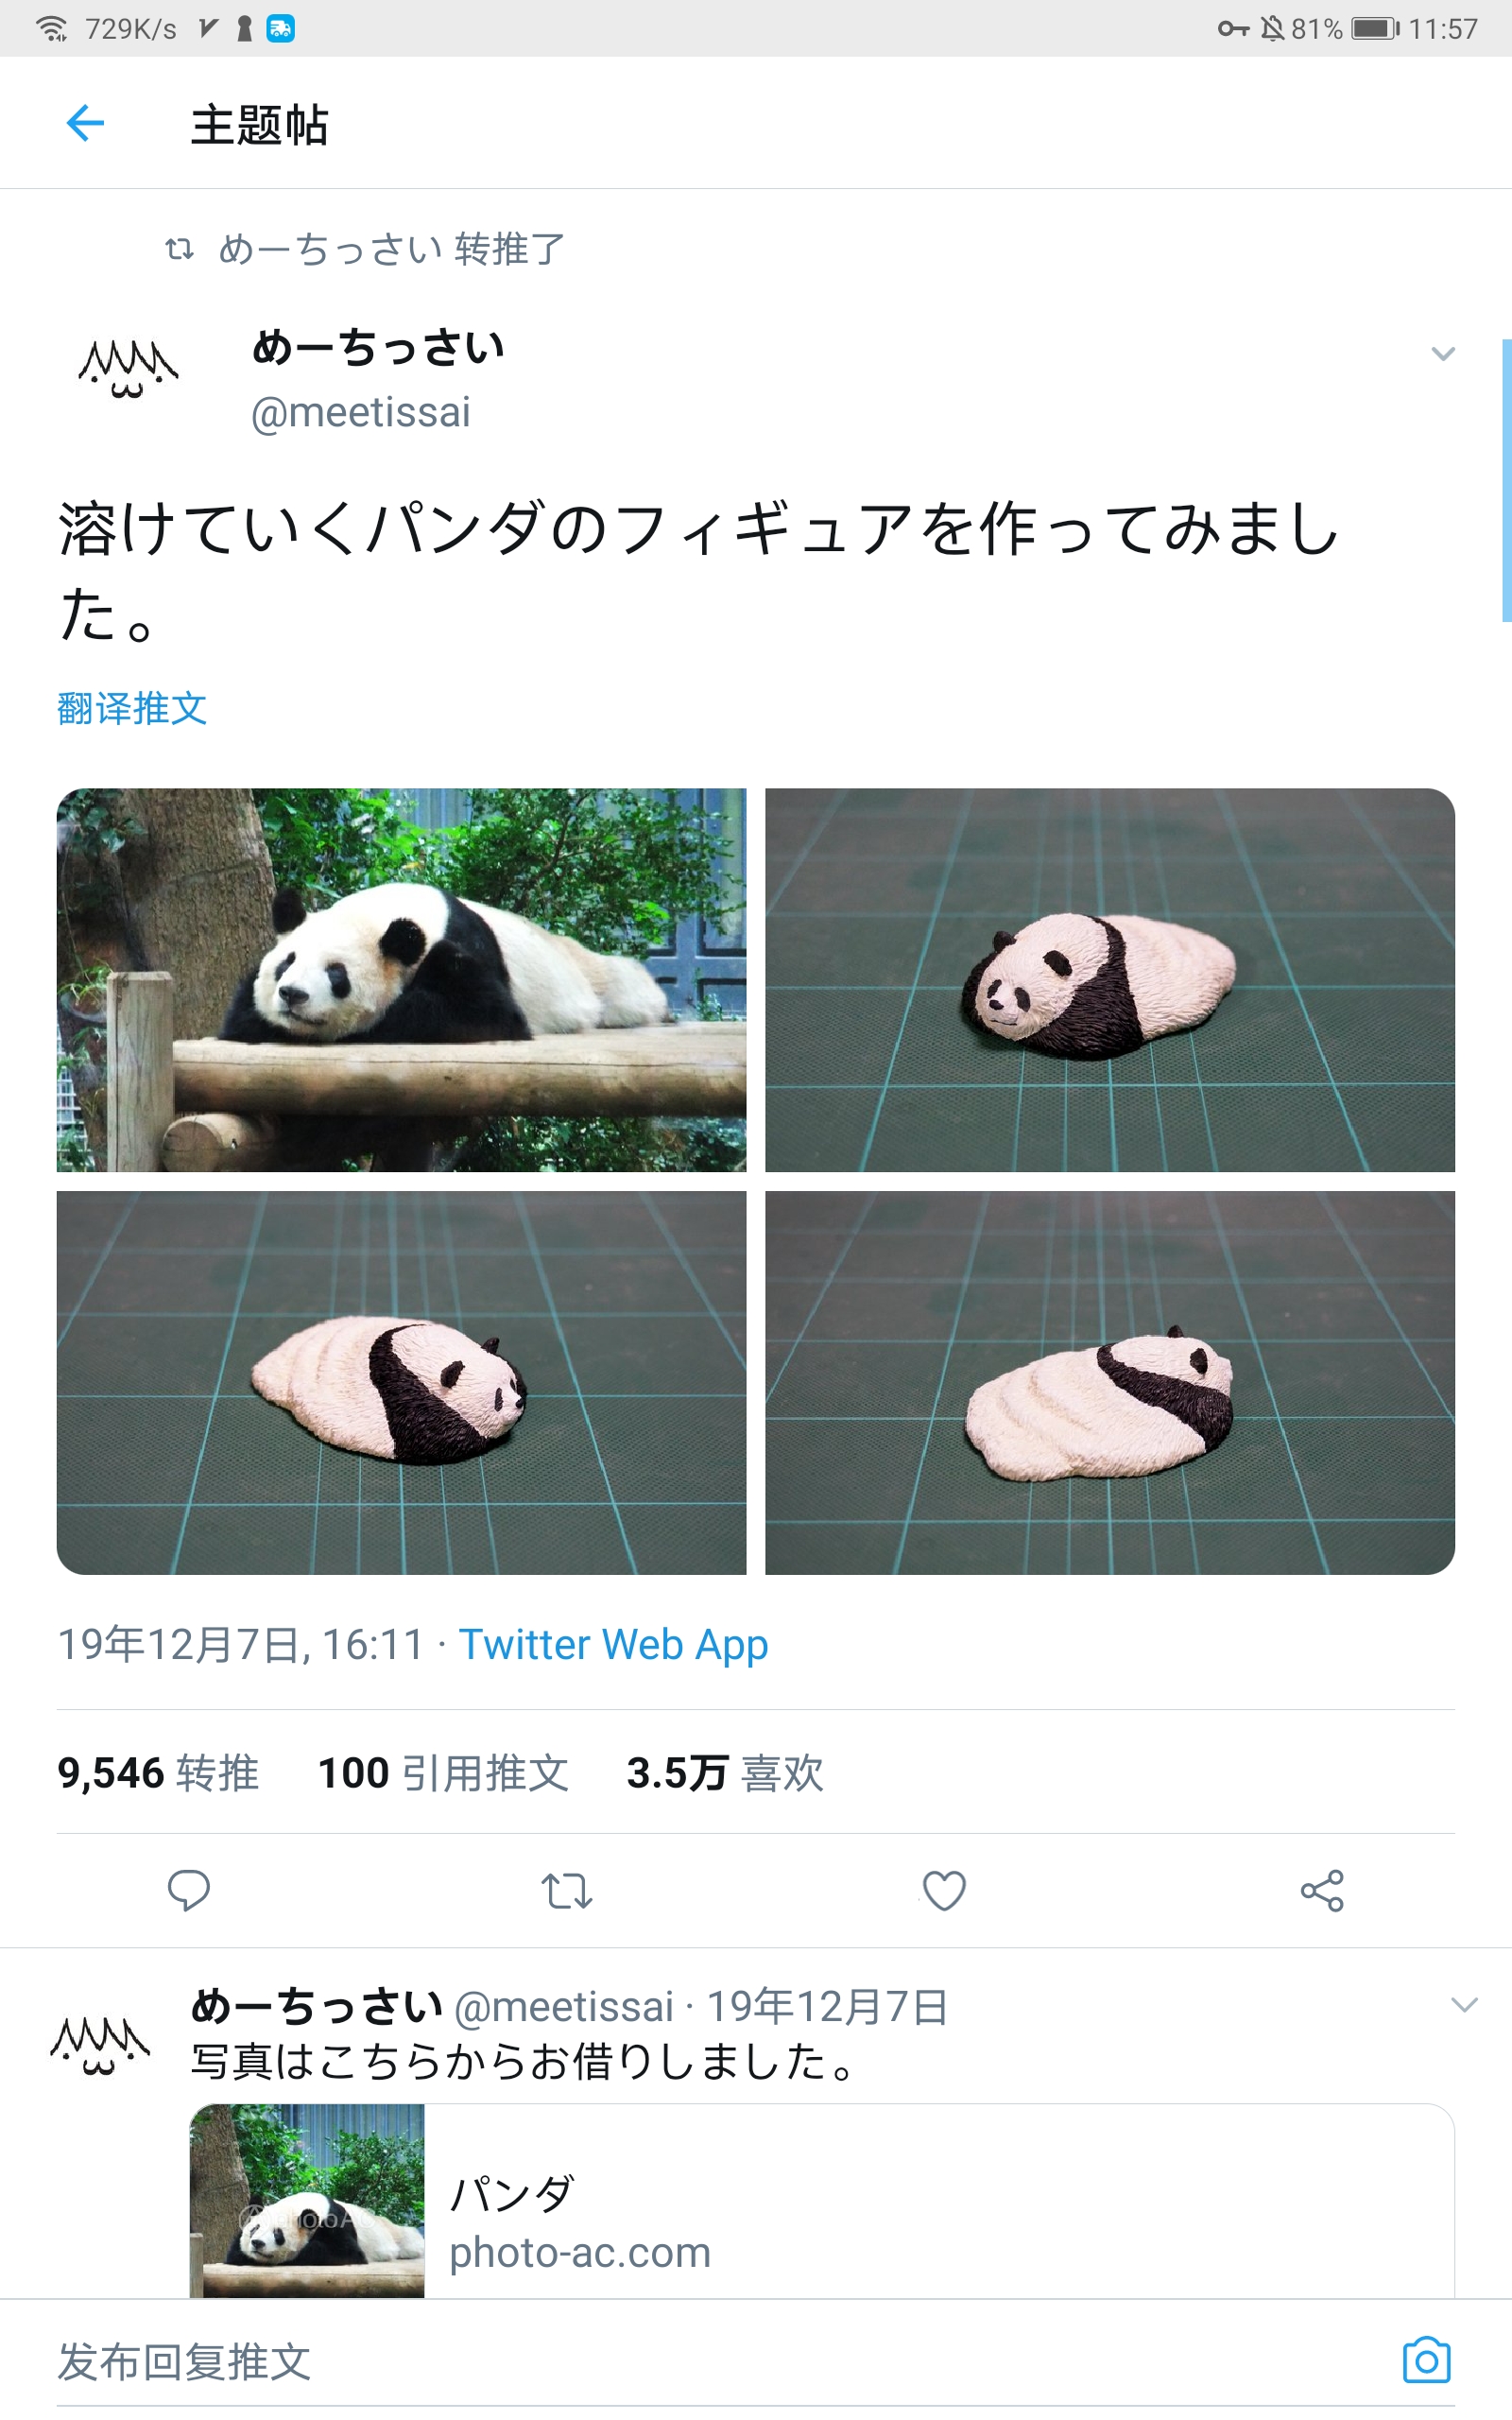 729K/s 81% 11:57
主题帖
めーちっさい 转推了
めーちっさい
@meetissai
溶けていくパンダのフィギュアを作ってみまし
た。
翻译推文
19年12月7日, 16:11 · Twitter Web App
9,546 转推 100 引用推文 3.5万 喜欢
めーちっさい @meetissai · 19年12月7日
写真はこちらからお借りしました。
photoAC
パンダ
photo-ac.com
发布回复推文